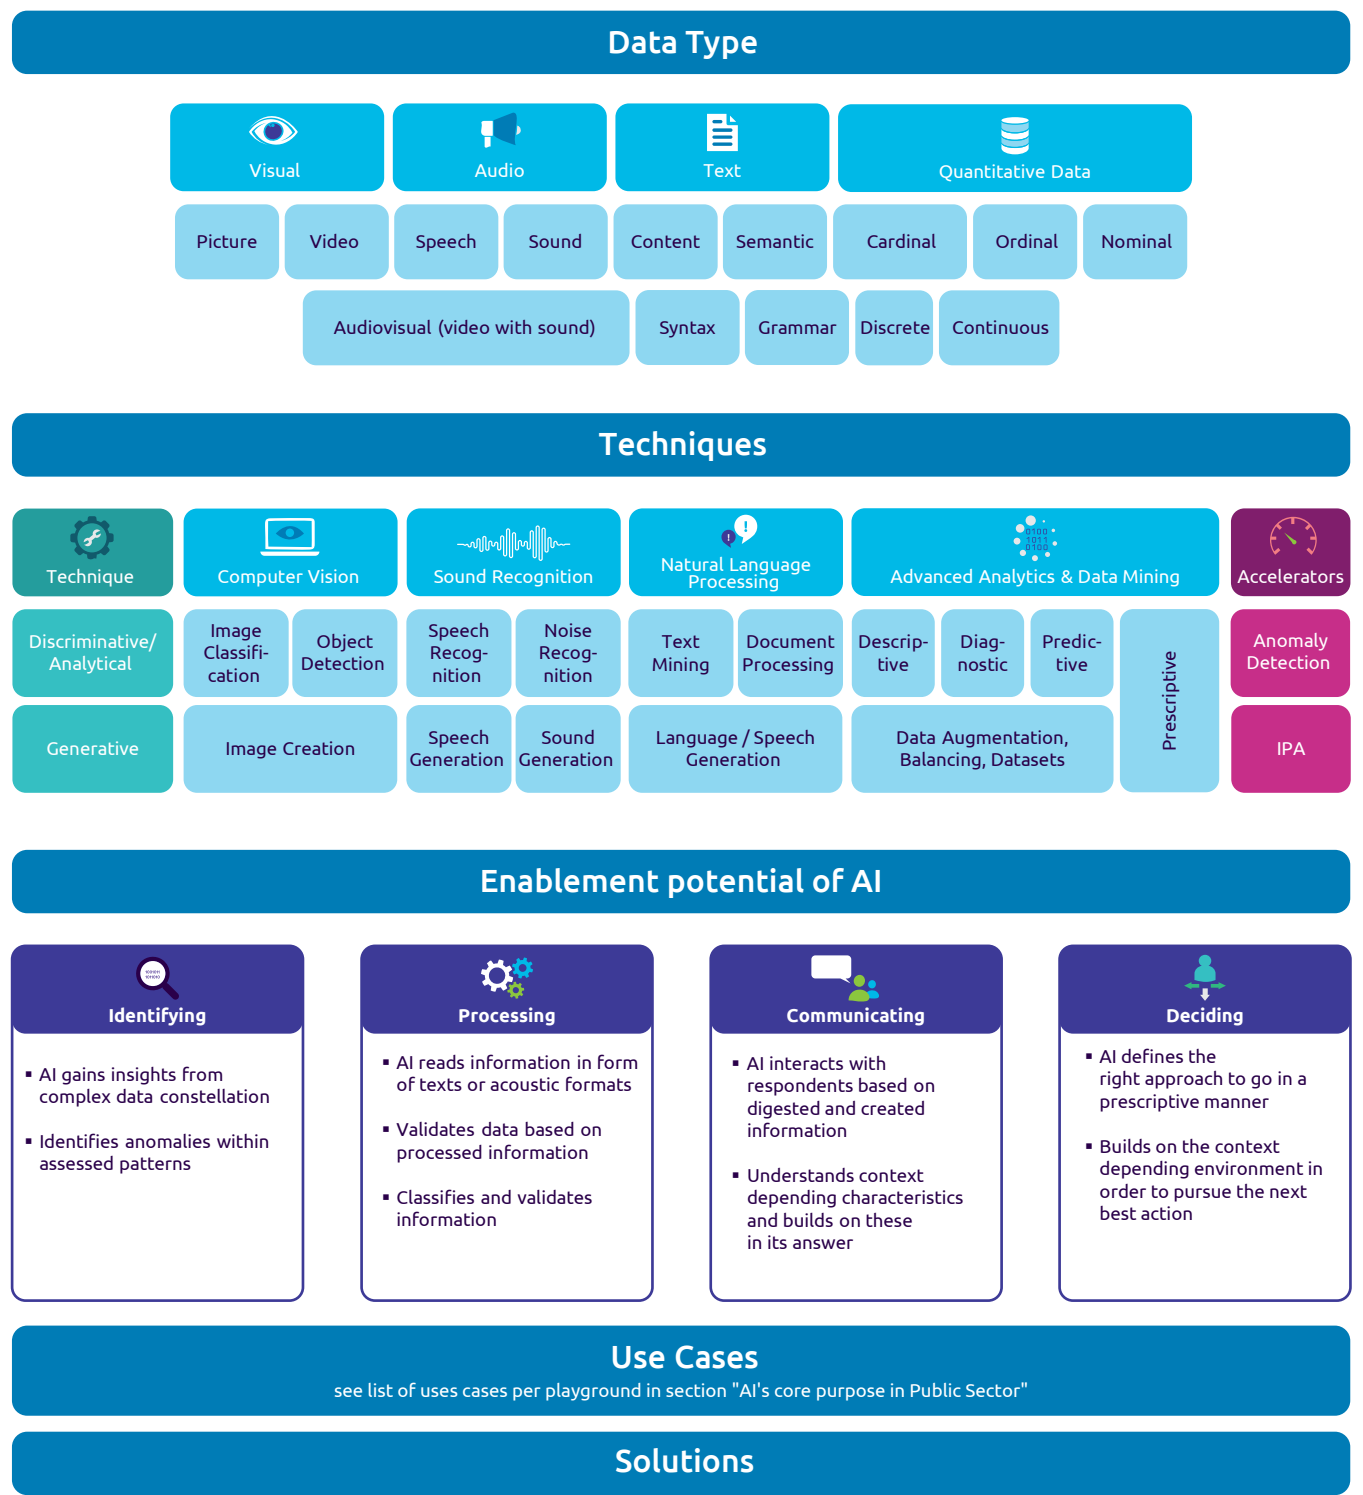 Data Type
Visual
Audio
Text
Quantitative Data
Picture
Video
Speech
Sound
Content
Semantic
Cardinal
Ordinal
Nominal
Audiovisual (video with sound)
Syntax
Grammar
Discrete
Continuous
Techniques
Technique
Computer Vision
Sound Recognition
Natural Language
Processing
0100
1011
0100
Advanced Analytics & Data Mining
Accelerators
Discriminative/
Analytical
Image
Classifi-
cation
Object
Detection
Speech
Recog-
nition
Noise
Recog-
nition
Text
Mining
Document
Processing
Descrip-
tive
Diag-
nostic
Predic-
tive
Prescriptive
Anomaly
Detection
Generative
Image Creation
Speech
Generation
Sound
Generation
Language / Speech
Generation
Data Augmentation,
Balancing, Datasets
IPA
Enablement potential of AI
Identifying
▪ AI gains insights from
complex data constellation
▪ Identifies anomalies within
assessed patterns
Processing
▪ AI reads information in form
of texts or acoustic formats
▪ Validates data based on
processed information
▪ Classifies and validates
information
Communicating
▪ AI interacts with
respondents based on
digested and created
information
▪ Understands context
depending characteristics
and builds on these
in its answer
Deciding
▪ AI defines the
right approach to go in a
prescriptive manner
▪ Builds on the context
depending environment in
order to pursue the next
best action
Use Cases
see list of uses cases per playground in section "AI's core purpose in Public Sector"
Solutions